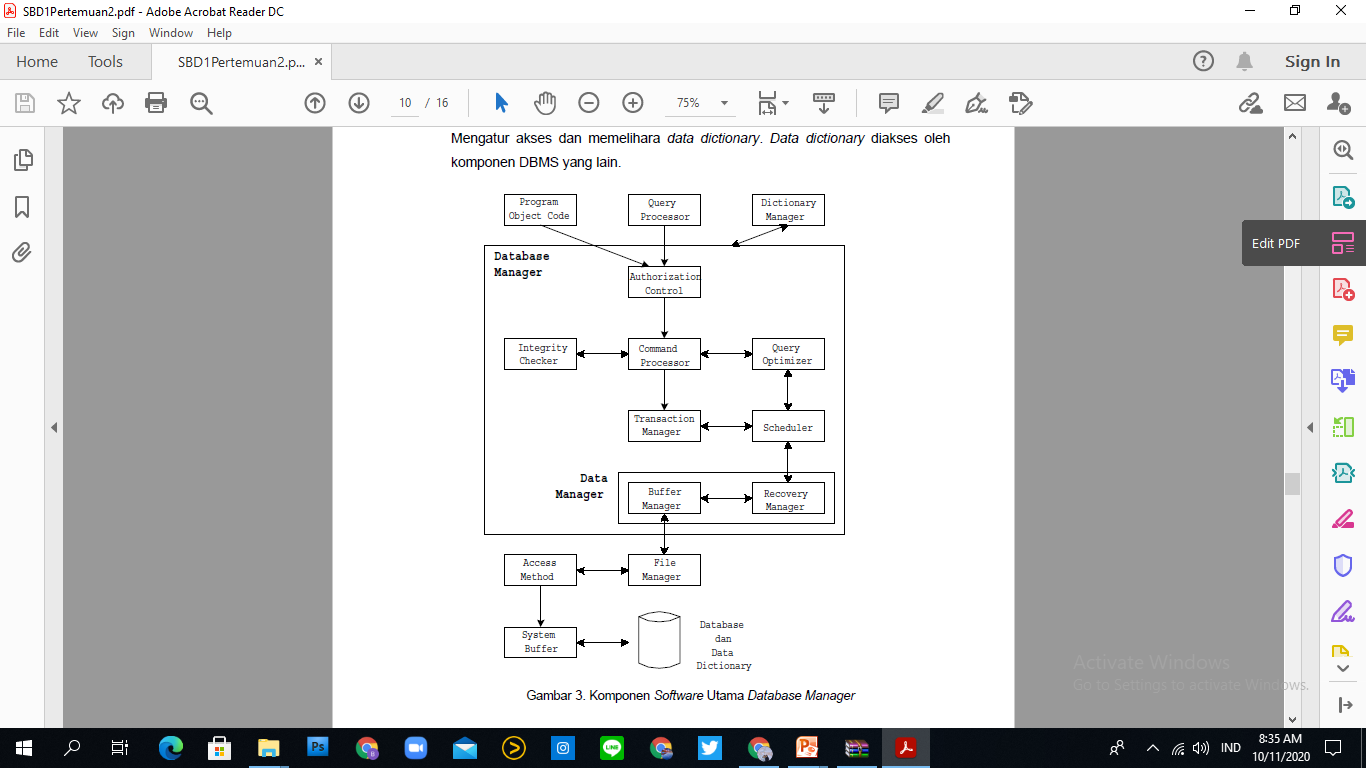 SBD1Pertemuan2.pdf - Adobe Acrobat Reader DC
File Edit View Sign Window Help
Home Tools SBD1Pertemuan2.p... × Sign In
10 / 16 75%
Mengatur akses dan memelihara data dictionary. Data dictionary diakses oleh
komponen DBMS yang lain.
Program
Object Code
Query
Processor
Dictionary
Manager
Edit PDF
Database
Manager
Authorization
Control
Integrity
Checker
Command
Processor
Query
Optimizer
Transaction
Manager
Scheduler
Data
Manager
Buffer
Manager
Recovery
Manager
Access
Method
File
Manager
System
Buffer
Database
dan
Data
Dictionary
Gambar 3. Komponen Software Utama Database Manager
Activate Windows
Go to Settings to activate Windows.
Ps
LINE
IND
8:35 AM
10/11/2020